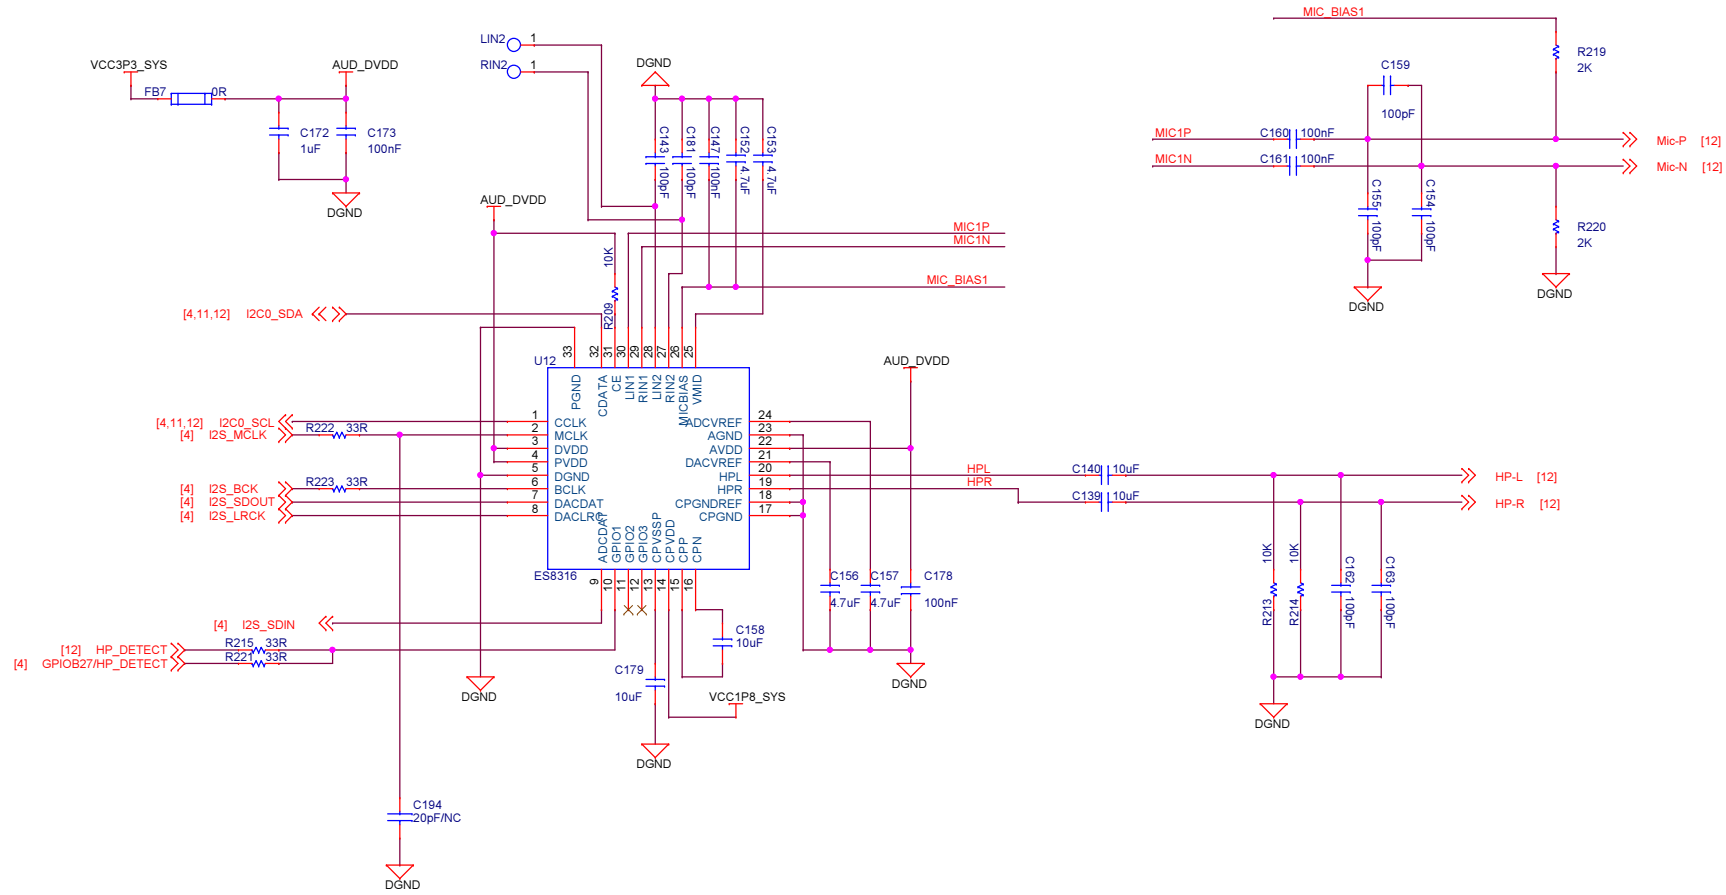 MIC_BIAS1
R219
2K
C159
100pF
MIC1P
C160
100nF
Mic-P [12]
MIC1N
C161
100nF
Mic-N [12]
C155
100pF
C154
100pF
R220
2K
DGND
DGND
VCC3P3_SYS
AUD_DVDD
FB7
0R
C172
1uF
C173
100nF
DGND
LIN2
1
RIN2
1
DGND
C143
100pF
C181
100pF
C147
100nF
C152
4.7uF
C153
4.7uF
AUD_DVDD
10K
R209
MIC1P
MIC1N
MIC_BIAS1
[4,11,12] I2C0_SDA
U12
33
32
31
30
29
28
27
26
25
PGND
CDATA
CE
LIN1
RIN1
LIN2
RIN2
MICBIAS
VMID
[4,11,12] I2C0_SCL
[4] I2S_MCLK
R222
33R
[4] I2S_BCK
R223
33R
[4] I2S_SDOUT
[4] I2S_LRCK
1
2
3
4
5
6
7
8
CCLK
MCLK
DVDD
PVDD
DGND
BCLK
DACDAT
DACLRC
ADCVREF
AGND
AVDD
DACVREF
HPL
HPR
CPGNDREF
CPGND
24
23
22
21
20
19
18
17
ADCDAT
GPIO1
GPIO2
GPIO3
CPVSSP
CPVDD
CPP
CPN
ES8316
9
10
11
12
13
14
15
16
AUD_DVDD
HPL
HPR
C140
10uF
C139
10uF
HP-L [12]
HP-R [12]
C156
4.7uF
C157
4.7uF
C178
100nF
DGND
10K
R213
10K
R214
C162
100pF
C163
100pF
DGND
[4] I2S_SDIN
[12] HP_DETECT
R215
33R
[4] GPIOB27/HP_DETECT
R221
33R
DGND
C158
10uF
C179
10uF
VCC1P8_SYS
DGND
C194
20pF/NC
DGND